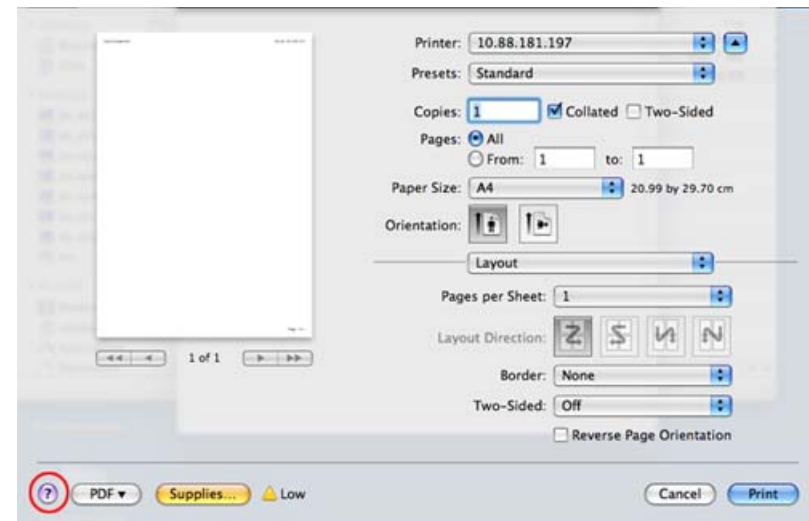 Printer: 10.88.181.197
Presets: Standard
Copies: 1 Collated Two-Sided
Pages: All
From: 1 to: 1
Paper Size: A4 20.99 by 29.70 cm
Orientation:
Layout
Pages per Sheet: 1
Layout Direction:
Border: None
Two-Sided: Off
Reverse Page Orientation
1 of 1
? PDF Supplies... Low Cancel Print